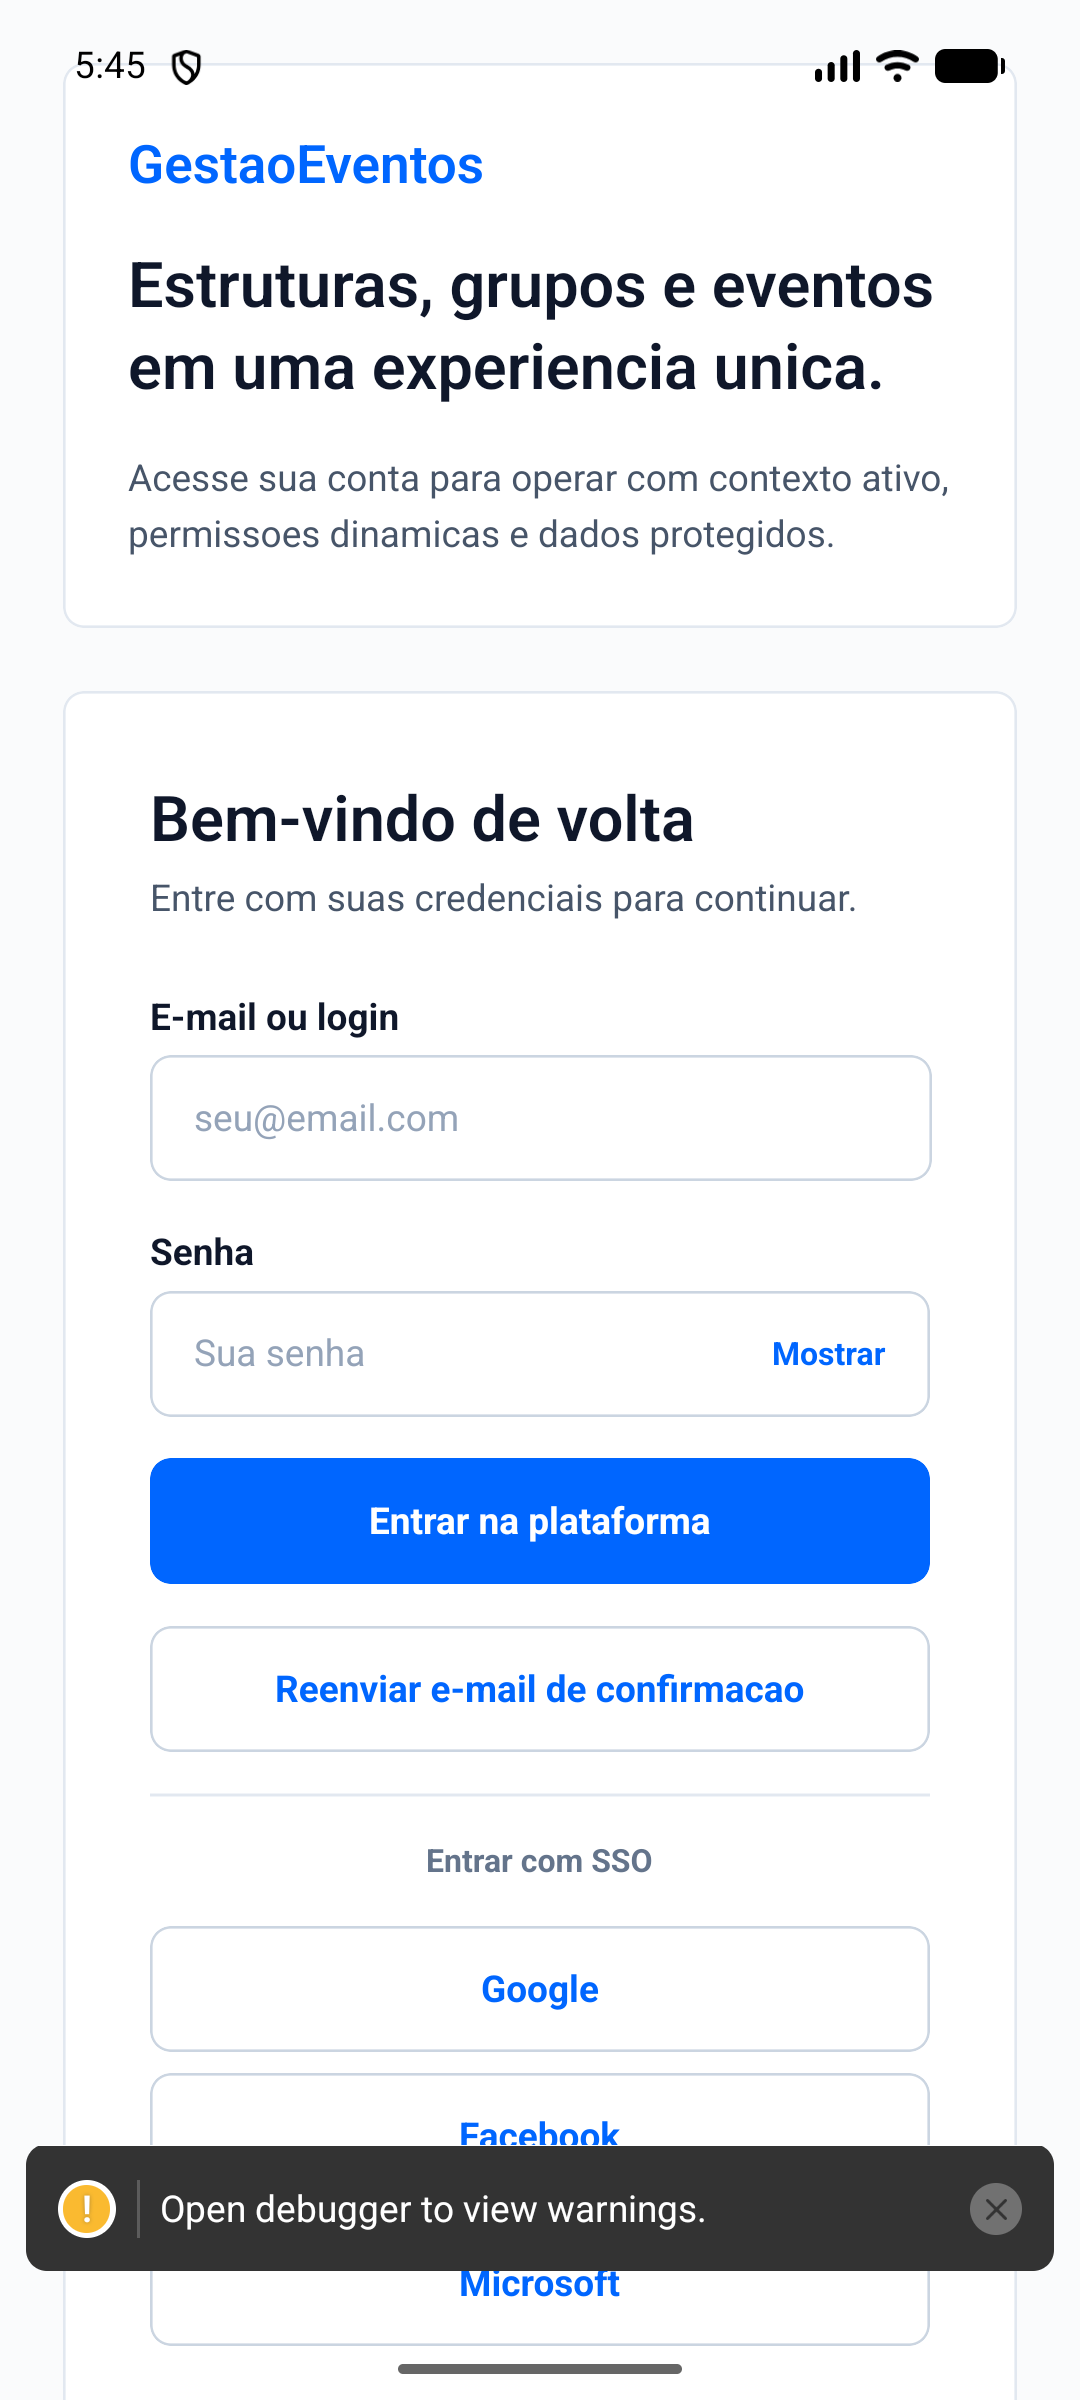 5:45
GestaoEventos
Estruturas, grupos e eventos
em uma experiencia unica.
Acesse sua conta para operar com contexto ativo,
permissoes dinamicas e dados protegidos.
Bem-vindo de volta
Entre com suas credenciais para continuar.
E-mail ou login
seu@email.com
Senha
Sua senha
Mostrar
Entrar na plataforma
Reenviar e-mail de confirmacao
Entrar com SSO
Google
Facebook
Open debugger to view warnings.
Microsoft